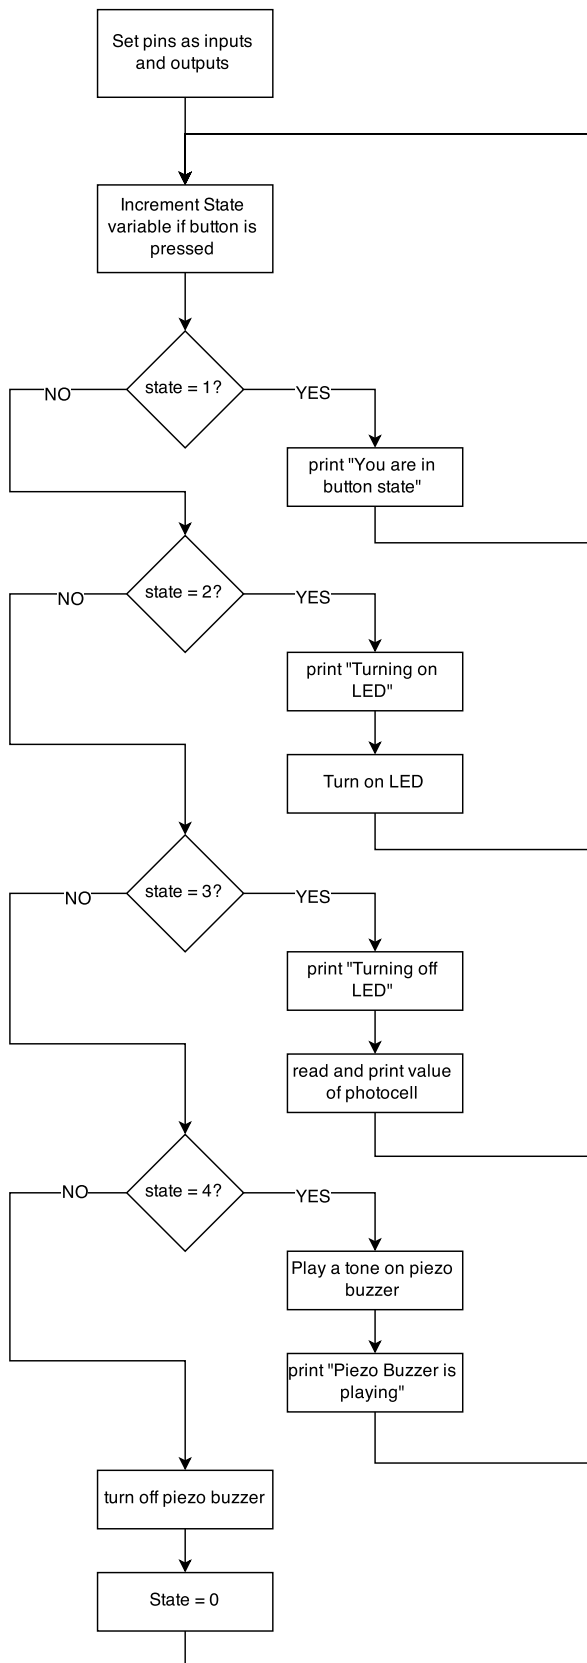 Set pins as inputs
and outputs
Increment State
variable if button is
pressed
state = 1?
NO
YES
print "You are in
button state"
state = 2?
NO
YES
print "Turning on
LED"
Turn on LED
state = 3?
NO
YES
print "Turning off
LED"
read and print value
of photocell
state = 4?
NO
YES
Play a tone on piezo
buzzer
print "Piezo Buzzer is
playing"
turn off piezo buzzer
State = 0